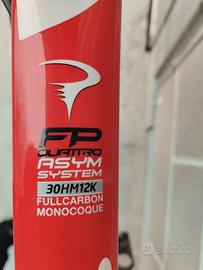 FP
QUATTRO
ASYM
SYSTEM
30HM12K
FULLCARBON
MONOCOQUE
Subito.it